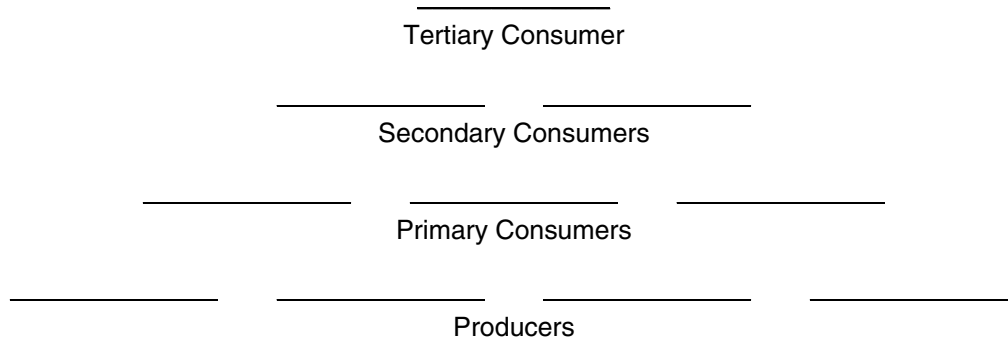 Tertiary Consumer
Secondary Consumers
Primary Consumers
Producers